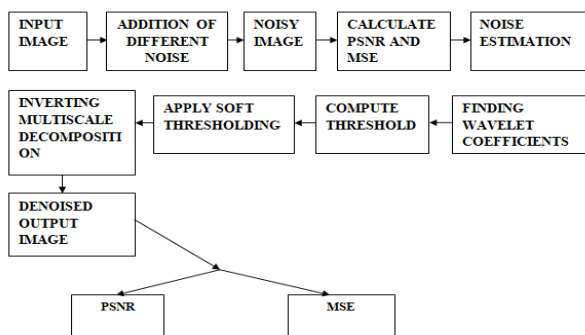 INPUT
IMAGE
ADDITION OF
DIFFERENT
NOISE
NOISY
IMAGE
CALCULATE
PSNR AND
MSE
NOISE
ESTIMATION
INVERTING
MULTISCALE
DECOMPOSITI
ON
APPLY SOFT
THRESHOLDING
COMPUTE
THRESHOLD
FINDING
WAVELET
COEFFICIENTS
DENOISED
OUTPUT
IMAGE
PSNR
MSE